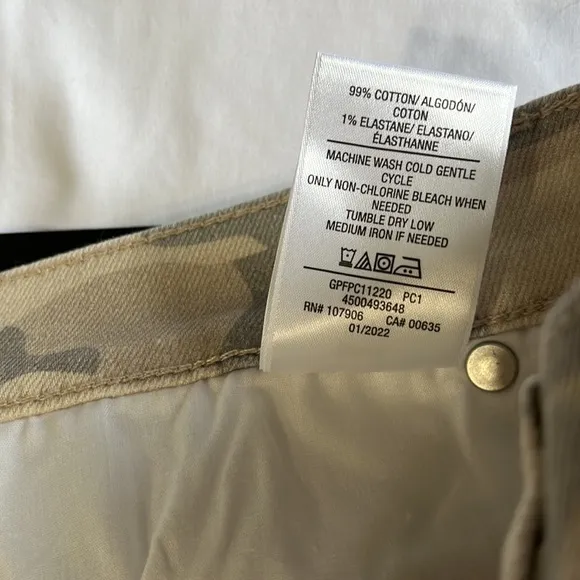 99% COTTON/ ALGODÓN/
COTON
1% ELASTANE/ ELASTANO/
ÉLASTHANNE
MACHINE WASH COLD GENTLE
CYCLE
ONLY NON-CHLORINE BLEACH WHEN
NEEDED
TUMBLE DRY LOW
MEDIUM IRON IF NEEDED
GPFPC11220 PC1
4500493648
RN# 107906 CA# 00635
01/2022